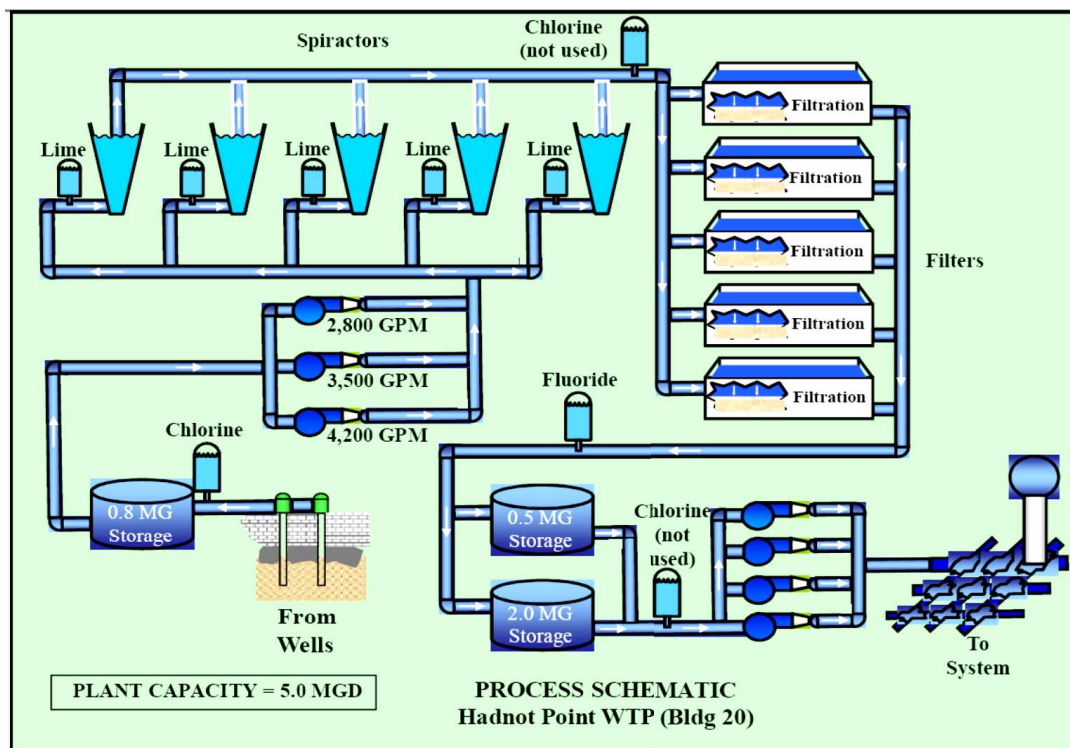 Spiractors
Chlorine
(not used)
Lime
Lime
Lime
Lime
Lime
Filtration
Filtration
Filtration
Filtration
Filtration
Filters
2,800 GPM
3,500 GPM
4,200 GPM
Chlorine
0.8 MG
Storage
From
Wells
Fluoride
0.5 MG
Storage
2.0 MG
Storage
Chlorine
(not
used)
To
System
PLANT CAPACITY = 5.0 MGD
PROCESS SCHEMATIC
Hadnot Point WTP (Bldg 20)